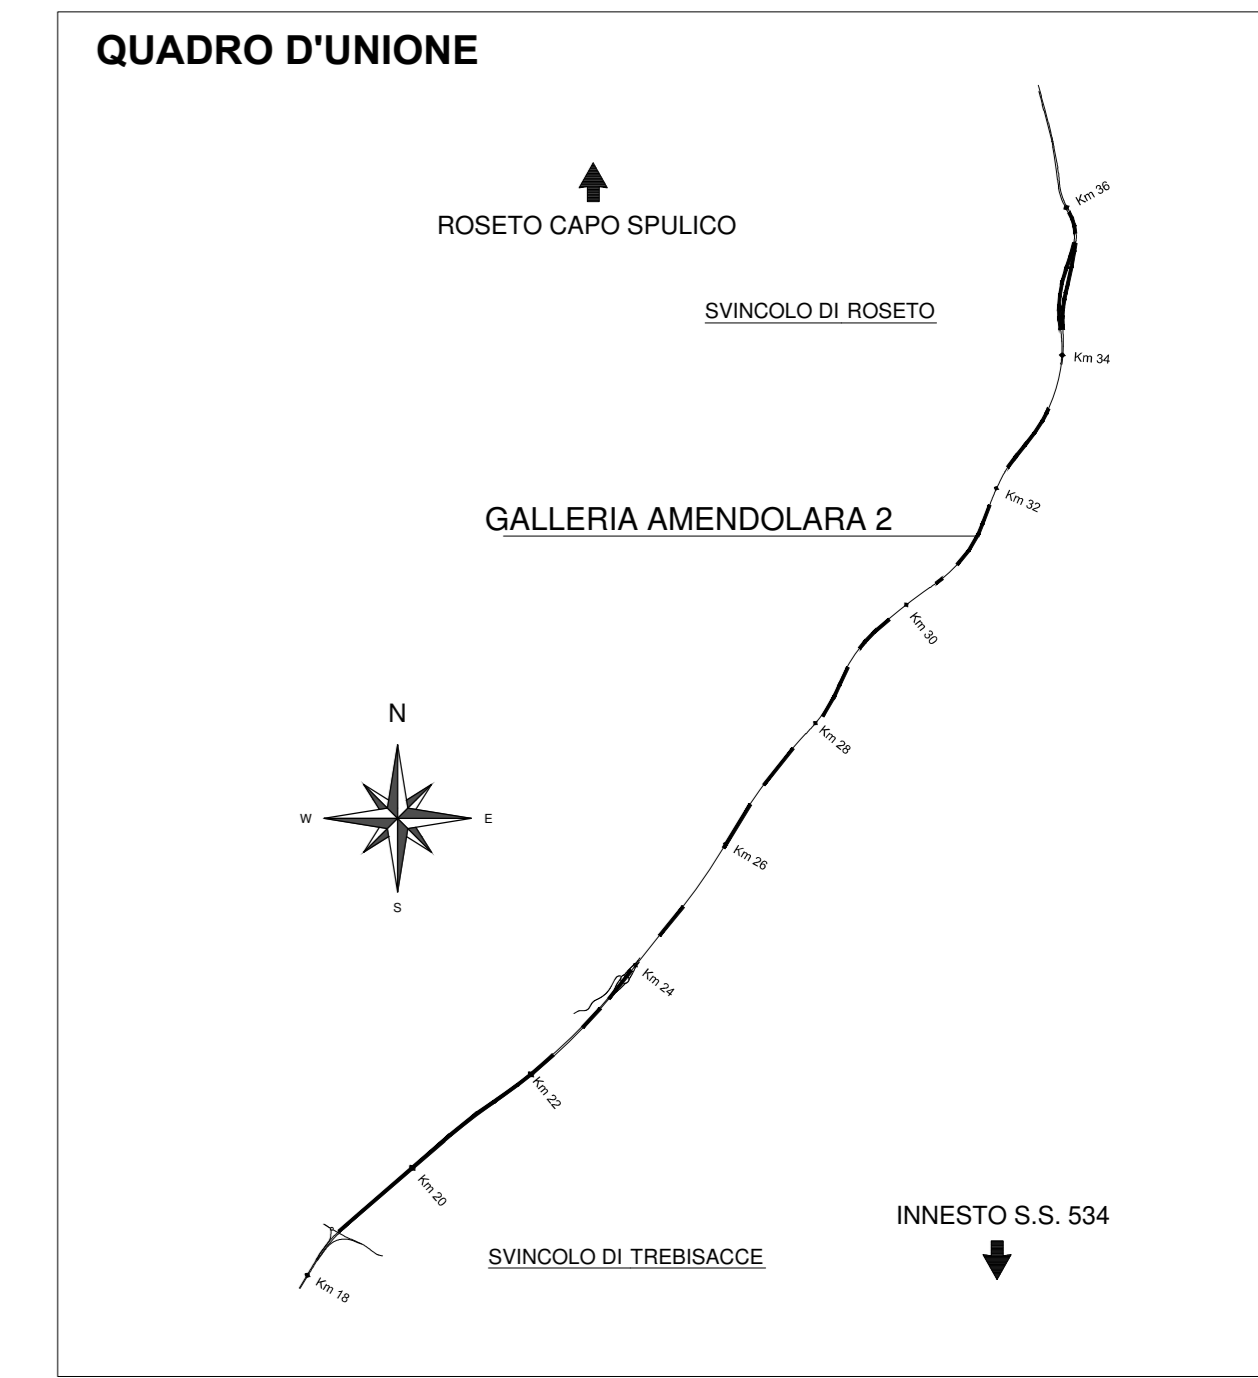 QUADRO D'UNIONE
Km 36
ROSETO CAPO SPULICO
SVINCOLO DI ROSETO
Km 34
Km 32
GALLERIA AMENDOLARA 2
Km 30
N
Km 28
W
E
Km 26
S
Km 24
Km 22
Km 20
INNESTO S.S. 534
SVINCOLO DI TREBISACCE
Km 18